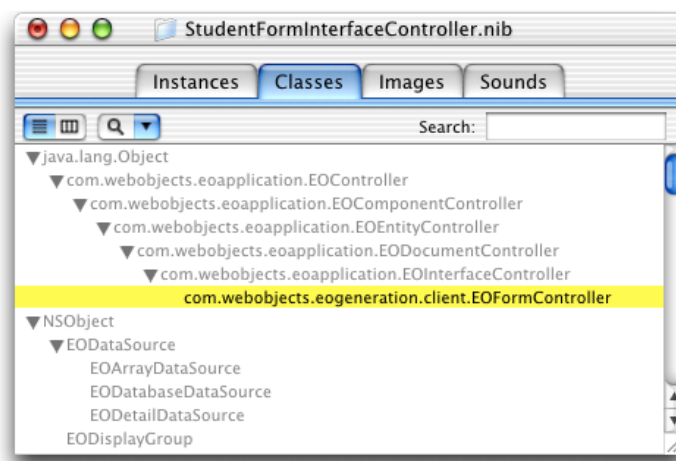 StudentFormInterfaceController.nib
Instances Classes Images Sounds
Search:
java.lang.Object
com.webobjects.eoapplication.EOController
com.webobjects.eoapplication.EOComponentController
com.webobjects.eoapplication.EOEntityController
com.webobjects.eoapplication.EODocumentController
com.webobjects.eoapplication.EOInterfaceController
com.webobjects.eogeneration.client.EOFormController
NSObject
EODataSource
EOArrayDataSource
EODatabaseDataSource
EODetailDataSource
EODisplayGroup